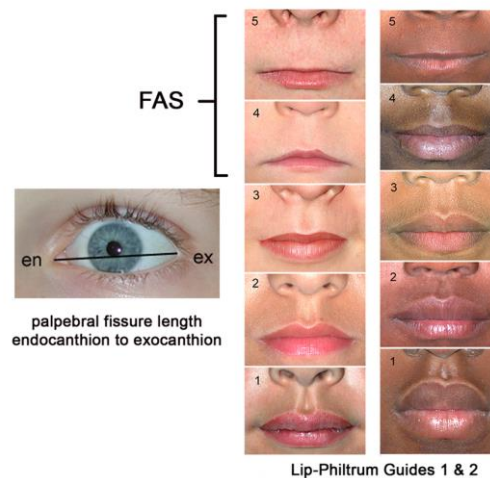 FAS
en
ex
palpebral fissure length
endocanthion to exocanthion
5
4
3
2
1
5
4
3
2
1
Lip-Philtrum Guides 1 & 2